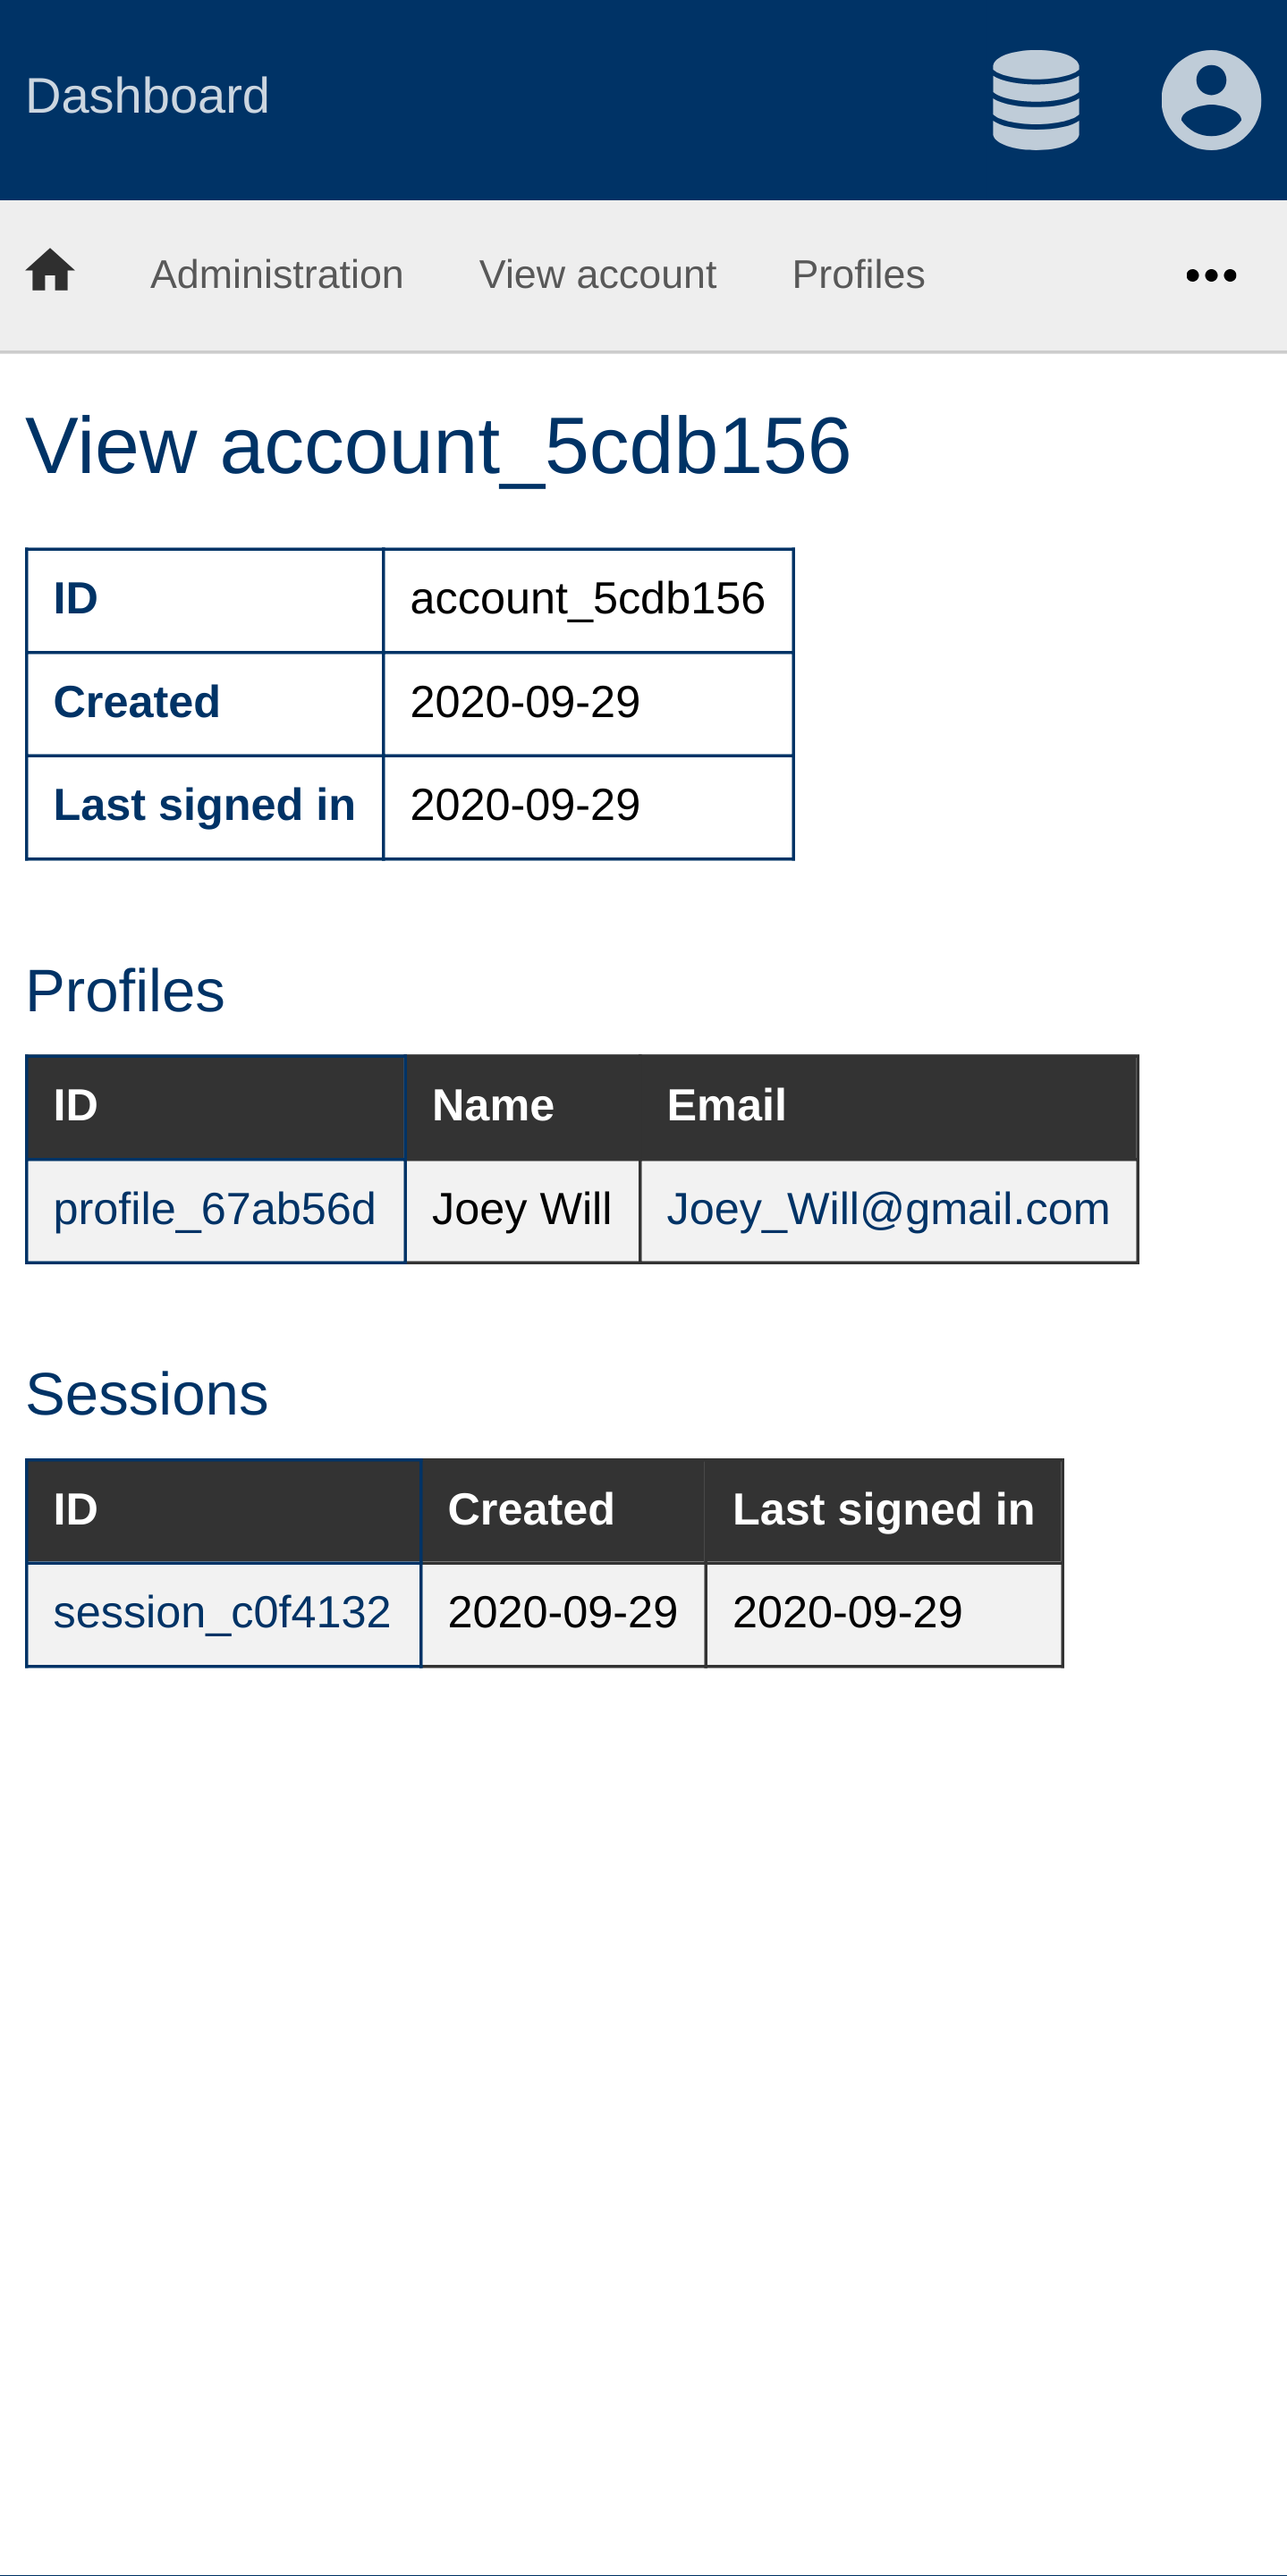 Dashboard
Administration View account Profiles
View account_5cdb156
ID account_5cdb156
Created 2020-09-29
Last signed in 2020-09-29
Profiles
ID Name Email
profile_67ab56d Joey Will Joey_Will@gmail.com
Sessions
ID Created Last signed in
session_c0f4132 2020-09-29 2020-09-29